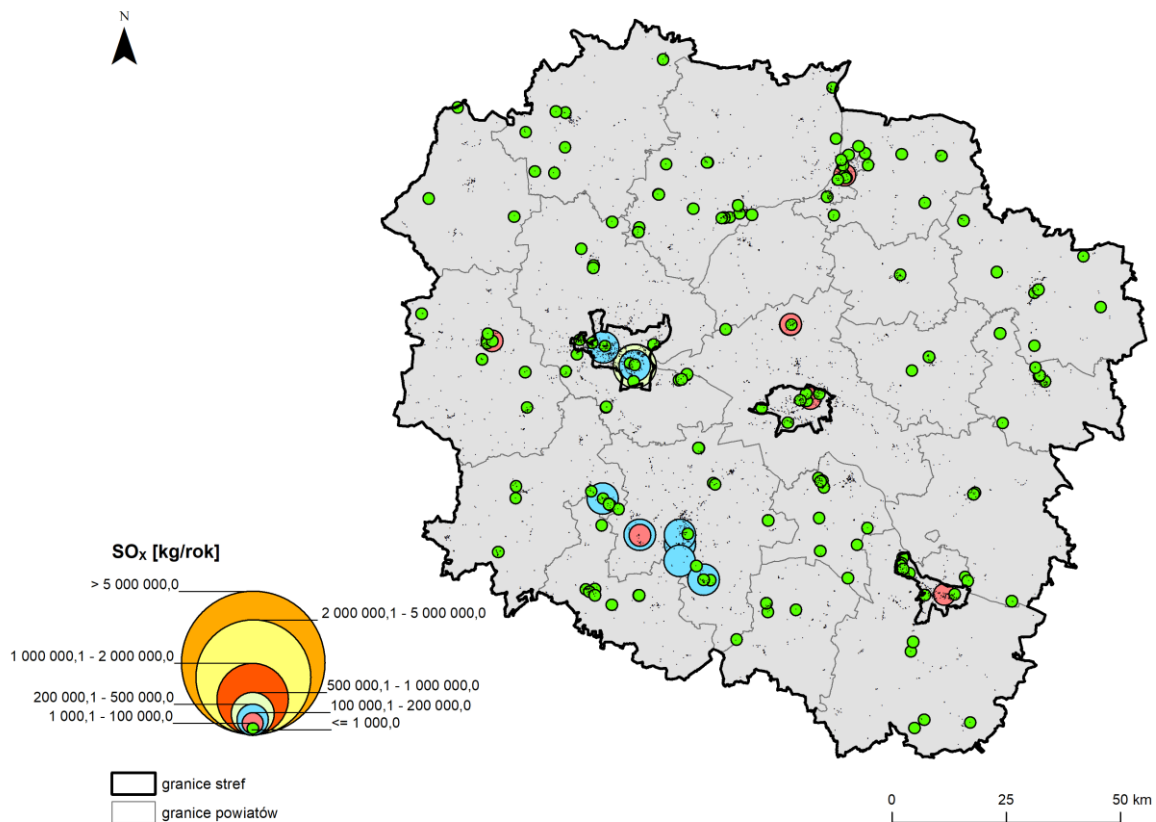 N
SOx [kg/rok]
> 5 000 000,0
2 000 000,1 - 5 000 000,0
1 000 000,1 - 2 000 000,0
500 000,1 - 1 000 000,0
200 000,1 - 500 000,0
100 000,1 - 200 000,0
1 000,1 - 100 000,0
<= 1 000,0
granice stref
granice powiatów
0 25 50 km